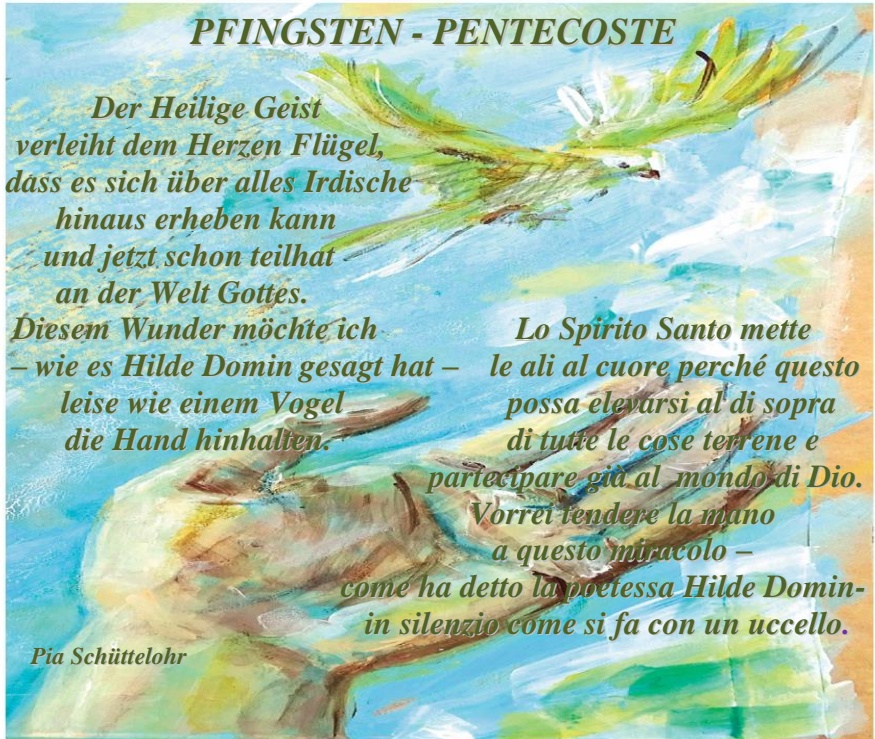 PFINGSTEN - PENTECOSTE
Der Heilige Geist
verleiht dem Herzen Flügel,
dass es sich über alles Irdische
hinaus erheben kann
und jetzt schon teilhat
an der Welt Gottes.
Diesem Wunder möchte ich
– wie es Hilde Domin gesagt hat –
leise wie einem Vogel
die Hand hinhalten.
Lo Spirito Santo mette
le ali al cuore perché questo
possa elevarsi al di sopra
di tutte le cose terrene e
partecipare già al mondo di Dio.
Vorrei tendere la mano
a questo miracolo –
come ha detto la poetessa Hilde Domin-
in silenzio come si fa con un uccello.
Pia Schüttelohr